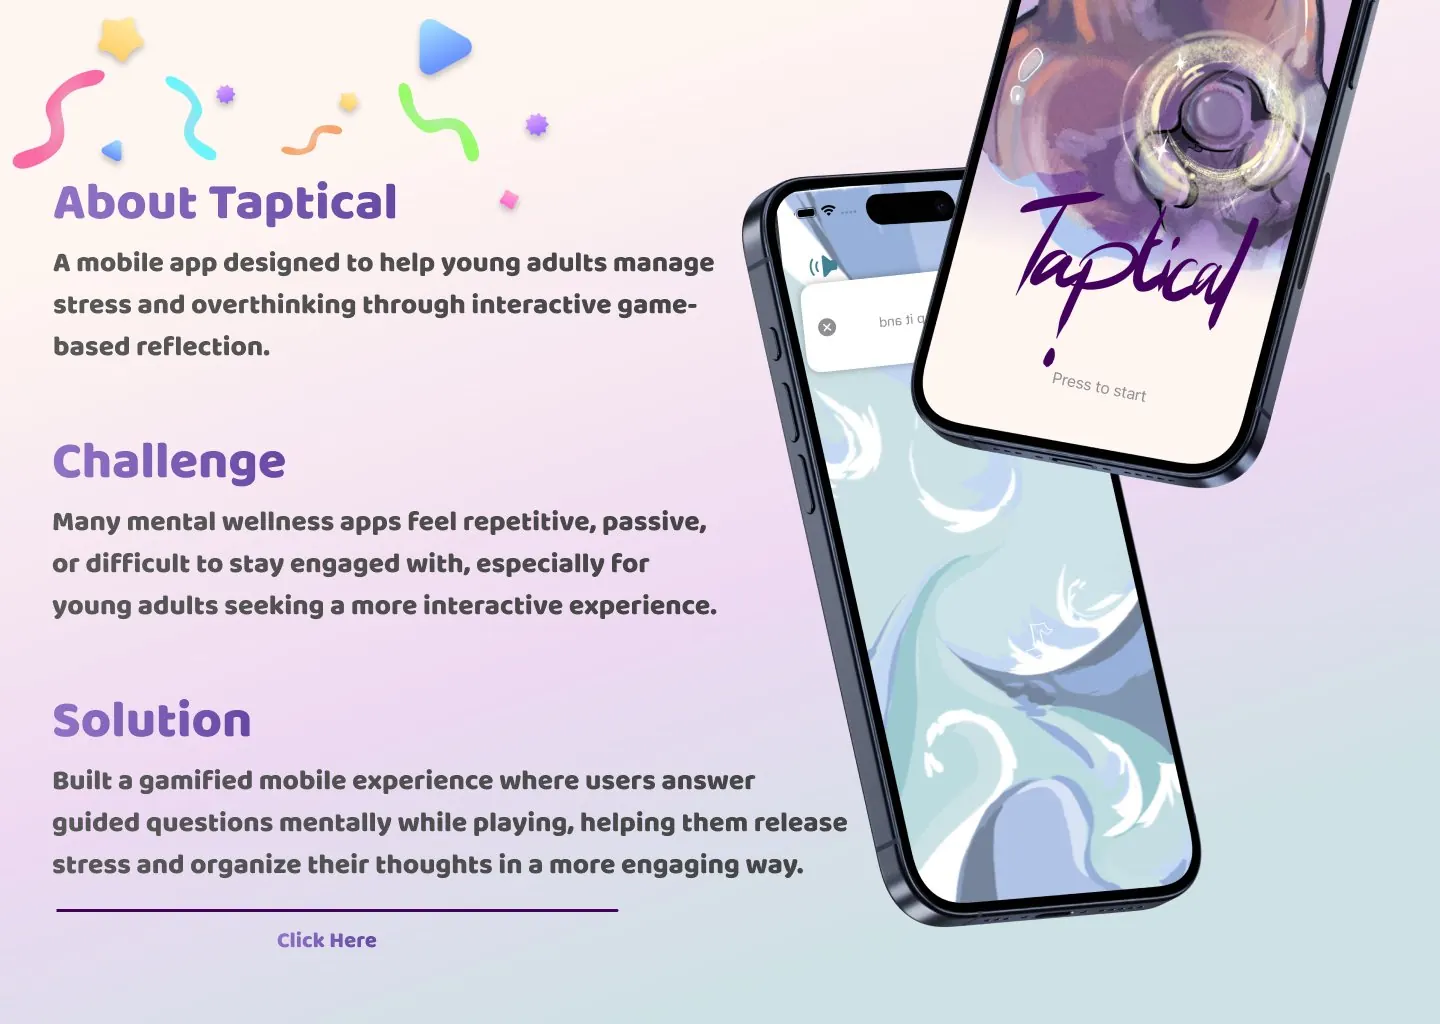 About Taptical
A mobile app designed to help young adults manage
stress and overthinking through interactive game-
based reflection.
Challenge
Many mental wellness apps feel repetitive, passive,
or difficult to stay engaged with, especially for
young adults seeking a more interactive experience.
Solution
Built a gamified mobile experience where users answer
guided questions mentally while playing, helping them release
stress and organize their thoughts in a more engaging way.
Click Here
Taptical
Press to start
it and